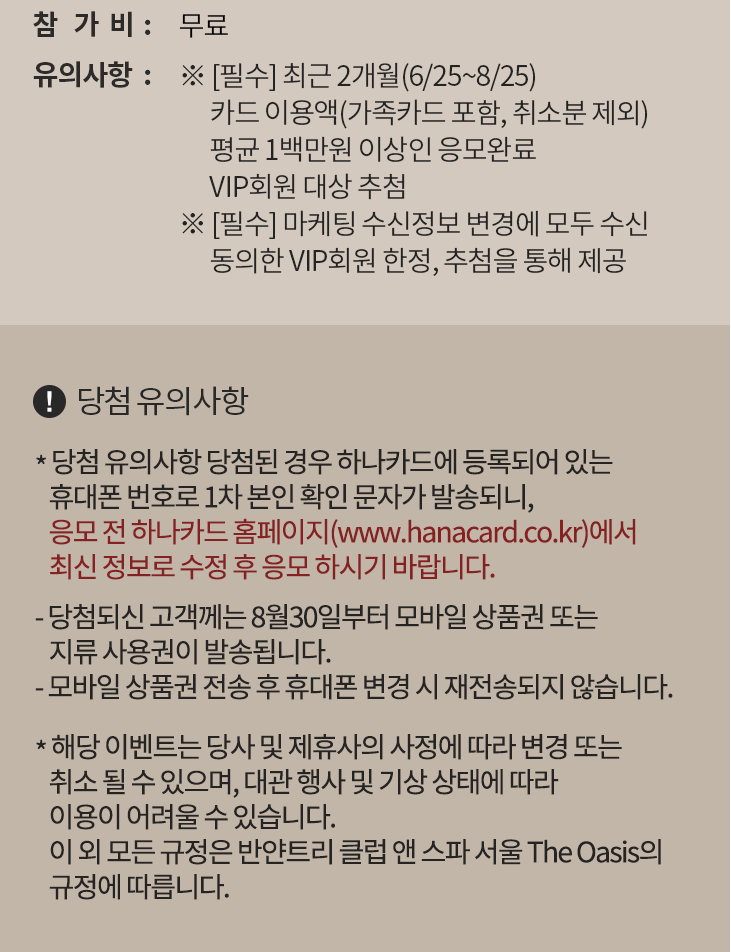 참 가 비 : 무료
유의사항 : ※ [필수] 최근 2개월(6/25~8/25)
카드 이용액(가족카드 포함, 취소분 제외)
평균 1백만원 이상인 응모완료
VIP회원 대상 추첨
※ [필수] 마케팅 수신정보 변경에 모두 수신
동의한 VIP회원 한정, 추첨을 통해 제공
! 당첨 유의사항
* 당첨 유의사항 당첨된 경우 하나카드에 등록되어 있는
휴대폰 번호로 1차 본인 확인 문자가 발송되니,
응모 전 하나카드 홈페이지(www.hanacard.co.kr)에서
최신 정보로 수정 후 응모 하시기 바랍니다.
- 당첨되신 고객께는 8월30일부터 모바일 상품권 또는
지류 사용권이 발송됩니다.
- 모바일 상품권 전송 후 휴대폰 변경 시 재전송되지 않습니다.
* 해당 이벤트는 당사 및 제휴사의 사정에 따라 변경 또는
취소 될 수 있으며, 대관 행사 및 기상 상태에 따라
이용이 어려울 수 있습니다.
이 외 모든 규정은 반얀트리 클럽 앤 스파 서울 The Oasis의
규정에 따릅니다.